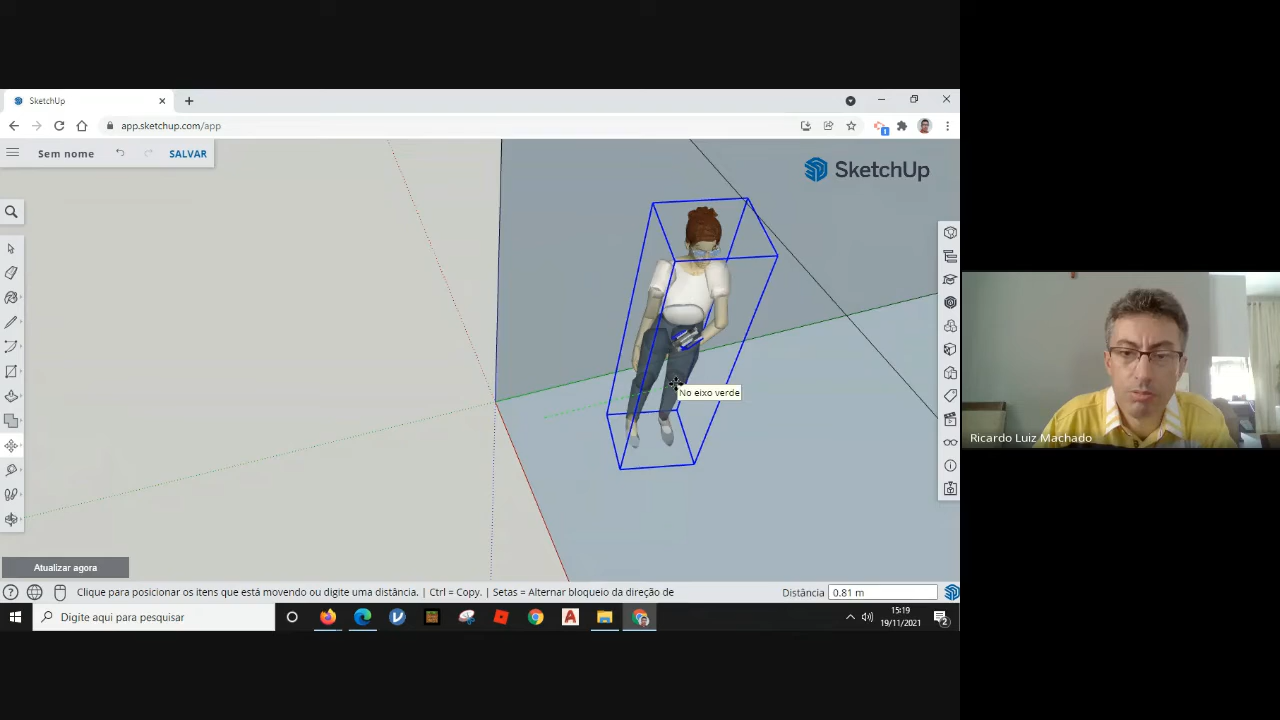 SketchUp
app.sketchup.com/app
Sem nome
SALVAR
SketchUp
No eixo verde
Ricardo Luiz Machado
Atualizar agora
Clique para posicionar os itens que está movendo ou digite uma distância. | Ctrl = Copy. | Setas = Alternar bloqueio da direção de
Distância
0.81 m
Digite aqui para pesquisar
15:19
19/11/2021
2